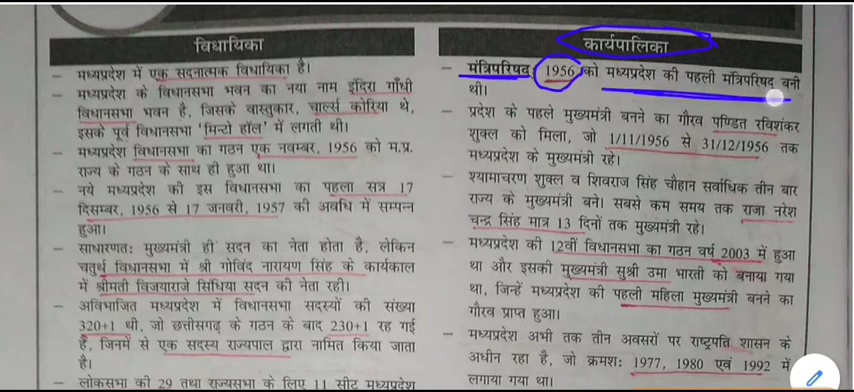 विधायिका
– मध्यप्रदेश में एक सदनात्मक विधायिका है।
– मध्यप्रदेश के विधानसभा भवन का नया नाम इंदिरा गाँधी
विधानसभा भवन है, जिसके वास्तुकार, चार्ल्स कोरिया थे,
इसके पूर्व विधानसभा 'मिन्टो हॉल' में लगती थी।
– मध्यप्रदेश विधानसभा का गठन एक नवम्बर, 1956 को म.प्र.
राज्य के गठन के साथ ही हुआ था।
– नये मध्यप्रदेश की इस विधानसभा का पहला सत्र 17
दिसम्बर, 1956 से 17 जनवरी, 1957 की अवधि में सम्पन्न
हुआ।
– साधारणतः मुख्यमंत्री ही सदन का नेता होता है, लेकिन
चतुर्थ विधानसभा में श्री गोविंद नारायण सिंह के कार्यकाल
में श्रीमती विजयाराजे सिंधिया सदन की नेता रही।
– अविभाजित मध्यप्रदेश में विधानसभा सदस्यों की संख्या
320+1 थी, जो छत्तीसगढ़ के गठन के बाद 230+1 रह गई
है, जिनमें से एक सदस्य राज्यपाल द्वारा नामित किया जाता
है।
– लोकसभा की 29 तथा राज्यसभा के लिए 11 सीट मध्यप्रदेश
कार्यपालिका
– मंत्रिपरिषद 1956 को मध्यप्रदेश की पहली मंत्रिपरिषद बनी
थी।
– प्रदेश के पहले मुख्यमंत्री बनने का गौरव पण्डित रविशंकर
शुक्ल को मिला, जो 1/11/1956 से 31/12/1956 तक
मध्यप्रदेश के मुख्यमंत्री रहे।
– श्यामाचरण शुक्ल व शिवराज सिंह चौहान सर्वाधिक तीन बार
राज्य के मुख्यमंत्री बने। सबसे कम समय तक राजा नरेश
चन्द्र सिंह मात्र 13 दिनों तक मुख्यमंत्री रहे।
– मध्यप्रदेश की 12वीं विधानसभा का गठन वर्ष 2003 में हुआ
था और इसकी मुख्यमंत्री सुश्री उमा भारती को बनाया गया
था, जिन्हें मध्यप्रदेश की पहली महिला मुख्यमंत्री बनने का
गौरव प्राप्त हुआ।
– मध्यप्रदेश अभी तक तीन अवसरों पर राष्ट्रपति शासन के
अधीन रहा है, जो क्रमशः 1977, 1980 एवं 1992 में
लगाया गया था।